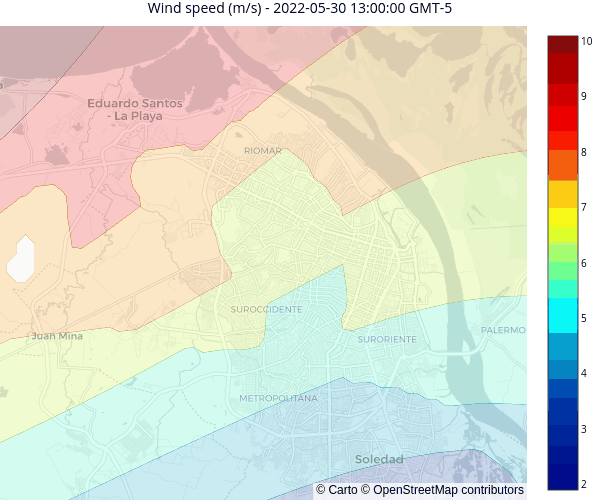 Wind speed (m/s) - 2022-05-30 13:00:00 GMT-5
Eduardo Santos
- La Playa
RIOMAR
SUROCCIDENTE
Juan Mina
SURORIENTE
PALERMO
METROPOLITANA
Soledad
© Carto © OpenStreetMap contributors
10
9
8
7
6
5
4
3
2